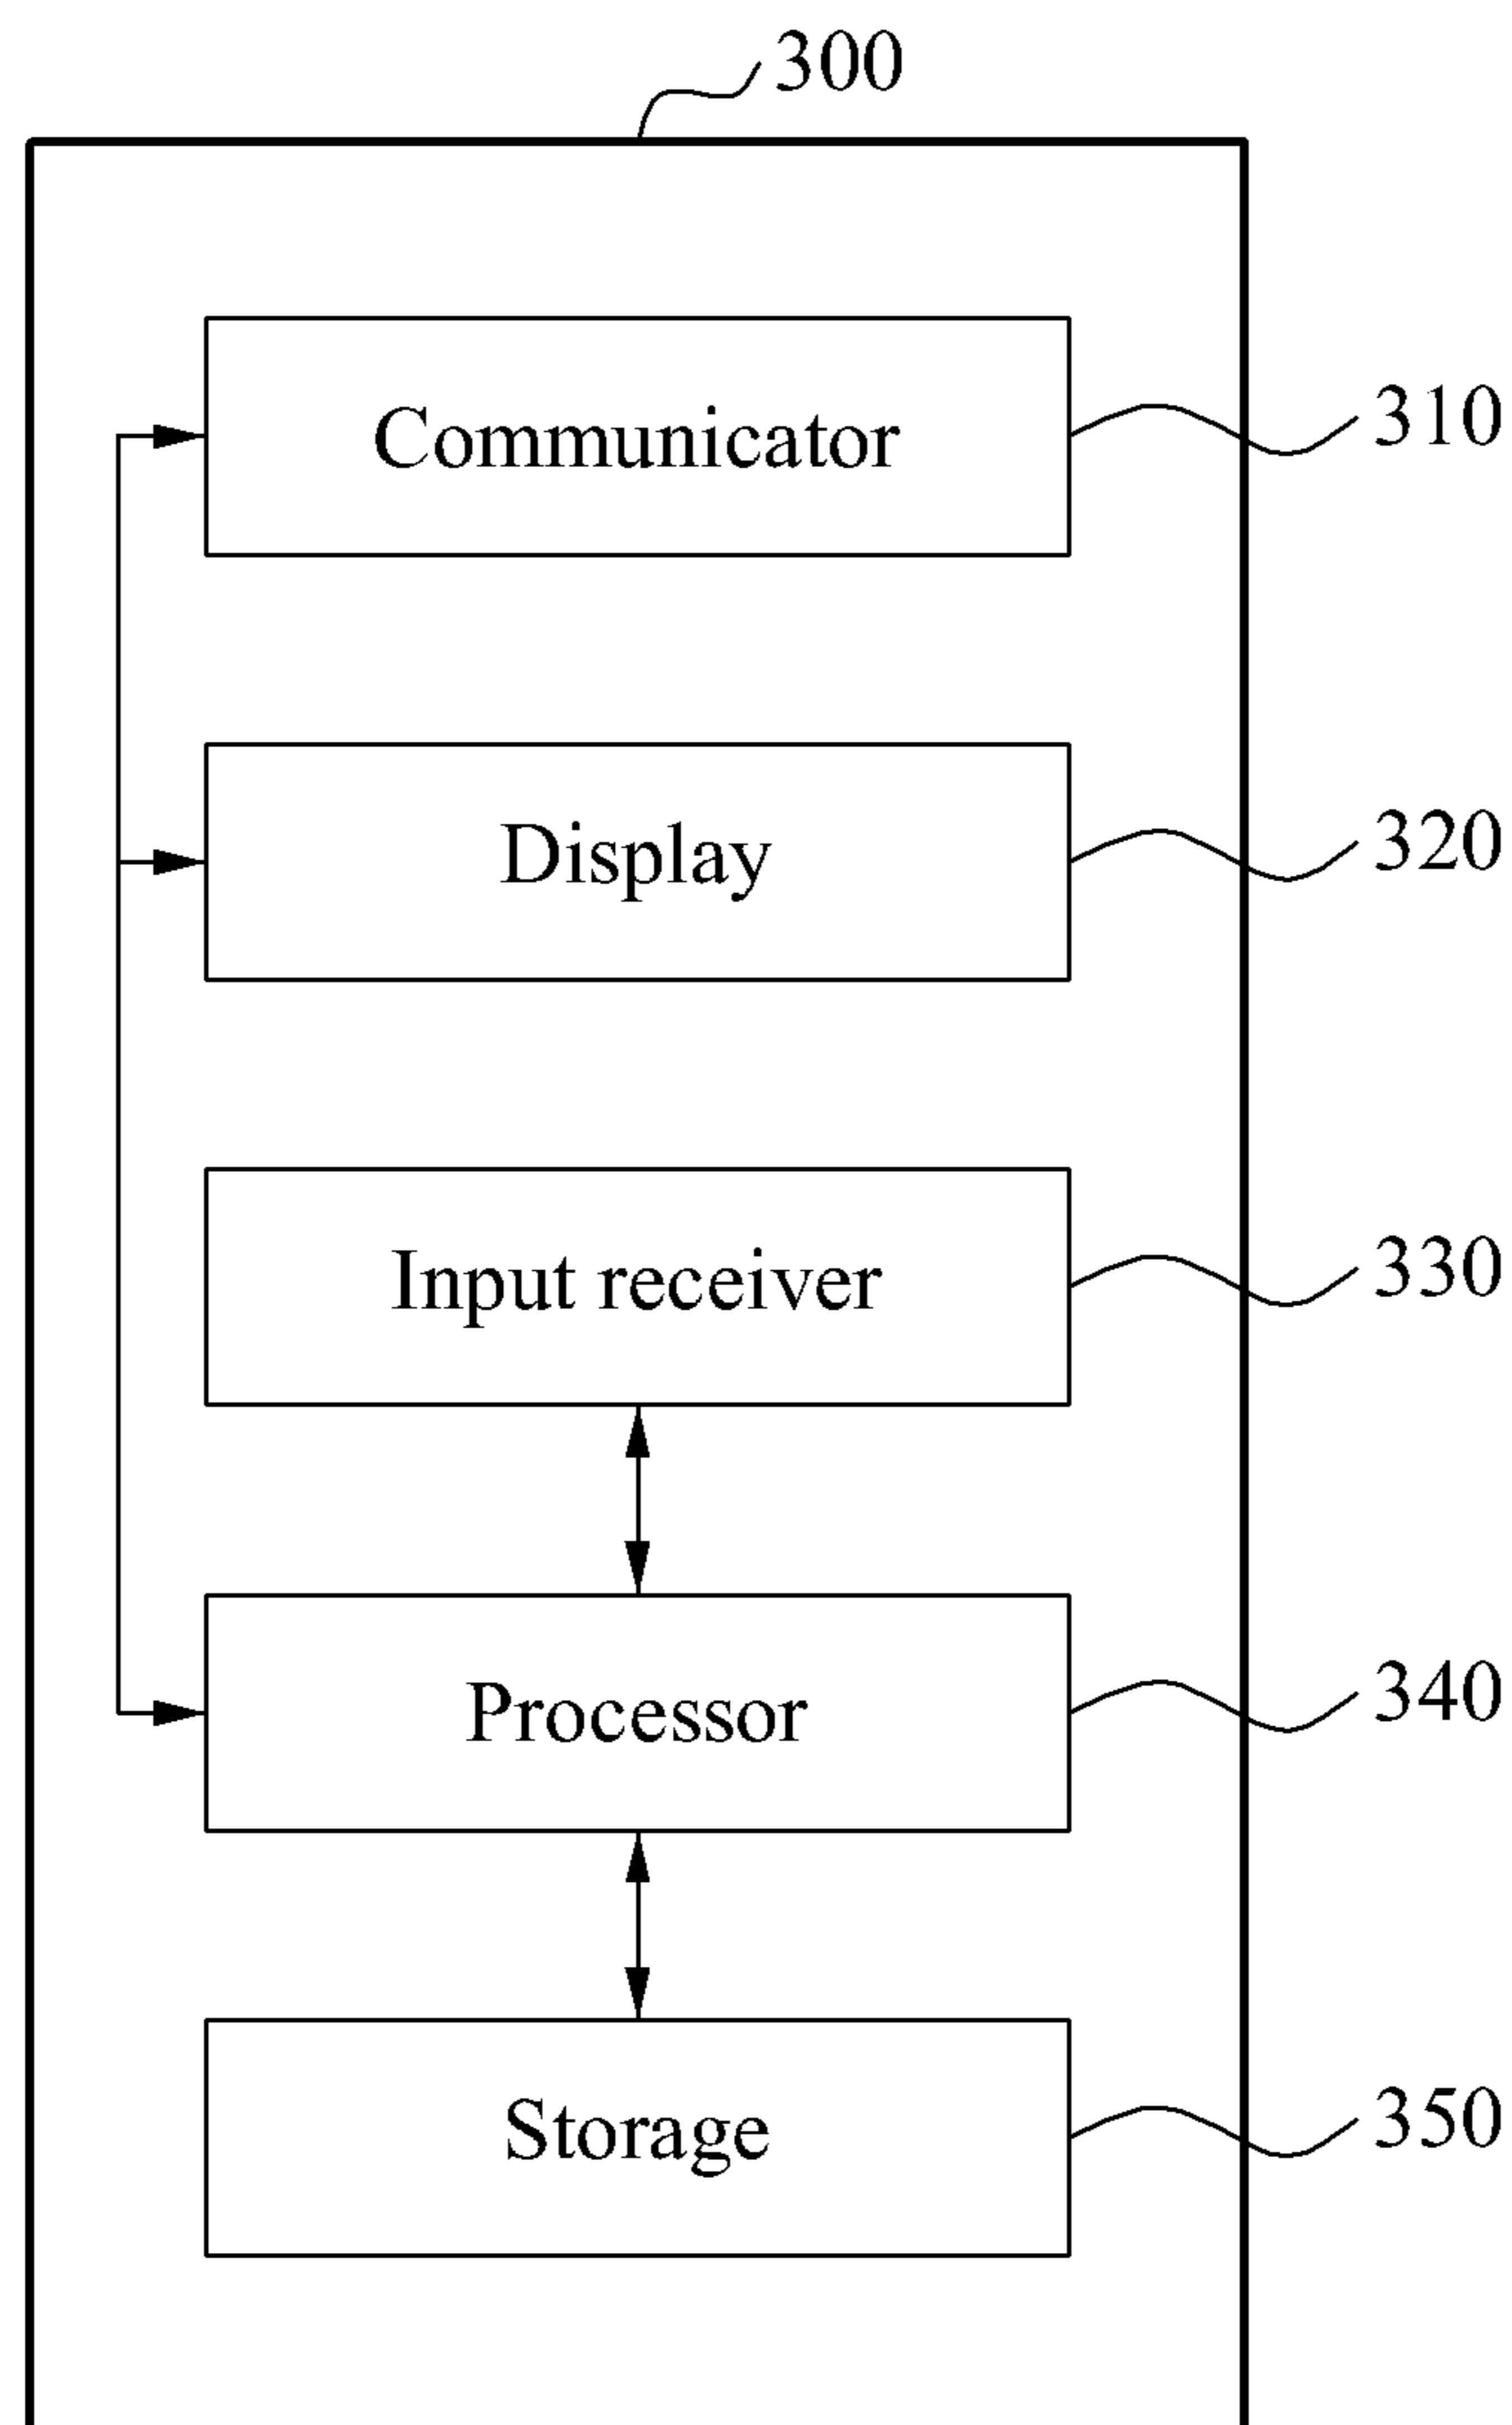 300
Communicator 310
Display 320
Input receiver 330
Processor 340
Storage 350